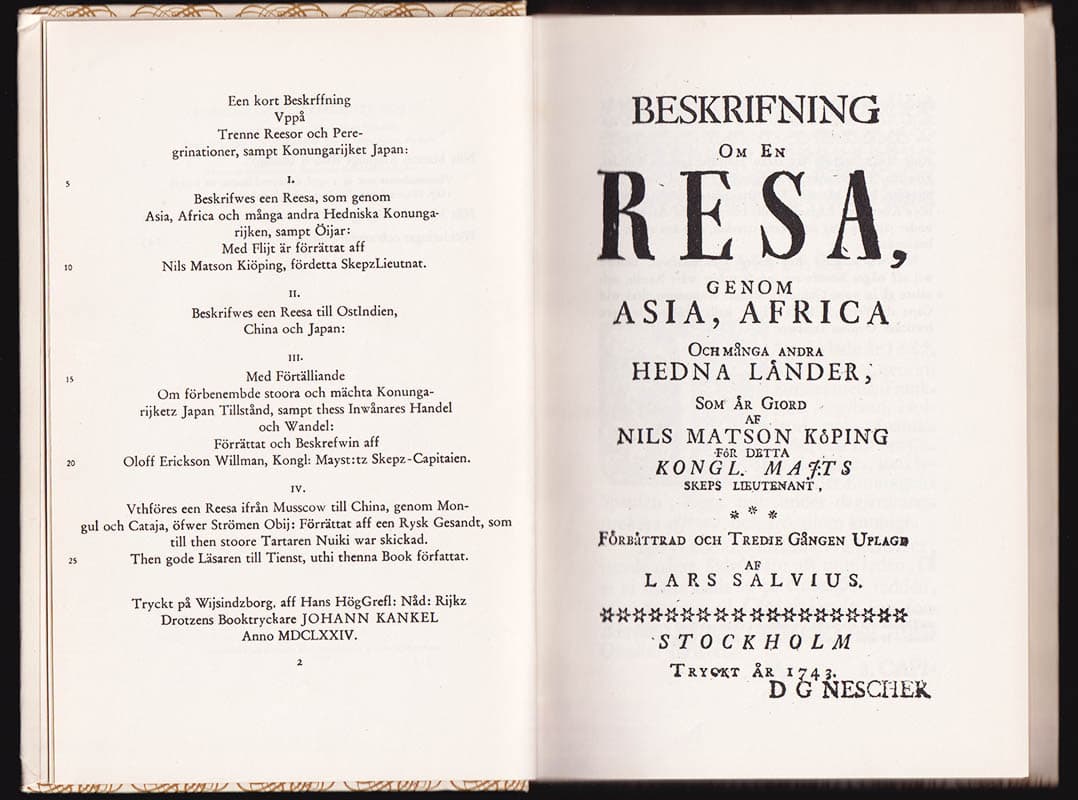 Een kort Beskrffning
Vppå
Trenne Reesor och Pere-
grinationer, sampt Konungarijket Japan:
5
I.
Beskrifwes een Reesa, som genom
Asia, Africa och många andra Hedniska Konunga-
rijken, sampt Öijar:
Med Flijt är förrättat aff
10 Nils Matson Kiöping, fördetta SkepzLieutnat.
II.
Beskrifwes een Reesa till OstIndien,
China och Japan:
III.
15 Med Förtälliande
Om förbenembde stoora och mächta Konunga-
rijketz Japan Tillstånd, sampt thess Inwånares Handel
och Wandel:
Förrättat och Beskrefwin aff
20 Oloff Erickson Willman, Kongl: Mayst:tz Skepz-Capitaien.
IV.
Vthföres een Reesa ifrån Musscow till China, genom Mon-
gul och Cataja, öfwer Strömen Obij: Förrättat aff een Rysk Gesandt, som
till then stoore Tartaren Nuiki war skickad.
25 Then gode Läsaren till Tienst, uthi thenna Book författat.
Tryckt på Wijsindzborg, aff Hans HögGrefl: Nåd: Rijkz
Drotzens Booktryckare JOHANN KANKEL
Anno MDCLXXIV.
2
BESKRIFNING
OM EN
RESA,
GENOM
ASIA, AFRICA
OCH MÅNGA ANDRA
HEDNA LÅNDER,
SOM ÅR GIORD
AF
NILS MATSON KÖPING
FÖR DETTA
KONGL. MAJ:TS
SKEPS LIEUTENANT,
* * *
FÖRBÅTTRAD OCH TREDIE GÅNGEN UPLAGD
AF
LARS SALVIUS.
********************
STOCKHOLM
TRYCKT ÅR 1743.
D G NESCHER